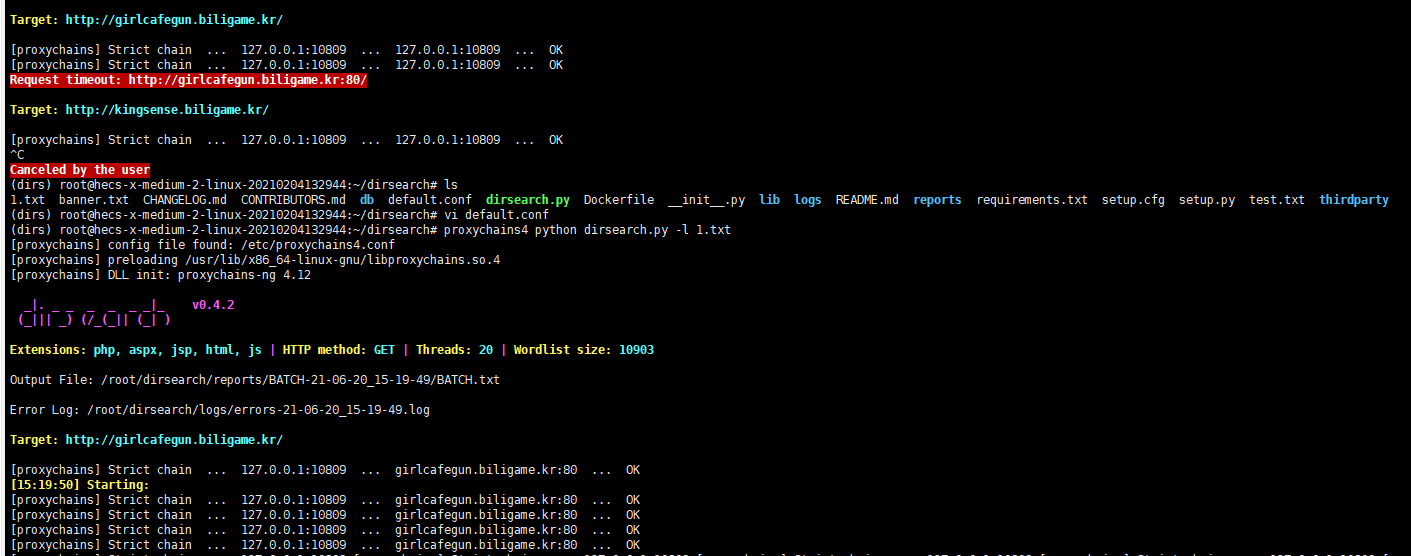 Target: http://girlcafegun.biligame.kr/
[proxychains] Strict chain  ...  127.0.0.1:10809  ...  127.0.0.1:10809  ...  OK
[proxychains] Strict chain  ...  127.0.0.1:10809  ...  127.0.0.1:10809  ...  OK
Request timeout: http://girlcafegun.biligame.kr:80/
Target: http://kingsense.biligame.kr/
[proxychains] Strict chain  ...  127.0.0.1:10809  ...  127.0.0.1:10809  ...  OK
^C
Canceled by the user
(dirs) root@hecs-x-medium-2-linux-20210204132944:~/dirsearch# ls
1.txt  banner.txt  CHANGELOG.md  CONTRIBUTORS.md  db  default.conf  dirsearch.py  Dockerfile  __init__.py  lib  logs  README.md  reports  requirements.txt  setup.cfg  setup.py  test.txt  thirdparty
(dirs) root@hecs-x-medium-2-linux-20210204132944:~/dirsearch# vi default.conf
(dirs) root@hecs-x-medium-2-linux-20210204132944:~/dirsearch# proxychains4 python dirsearch.py -l 1.txt
[proxychains] config file found: /etc/proxychains4.conf
[proxychains] preloading /usr/lib/x86_64-linux-gnu/libproxychains.so.4
[proxychains] DLL init: proxychains-ng 4.12
  _|. _ _  _  _  _ _|_    v0.4.2
 (_||| _) (/_(_|| (_| )
Extensions: php, aspx, jsp, html, js | HTTP method: GET | Threads: 20 | Wordlist size: 10903
Output File: /root/dirsearch/reports/BATCH-21-06-20_15-19-49/BATCH.txt
Error Log: /root/dirsearch/logs/errors-21-06-20_15-19-49.log
Target: http://girlcafegun.biligame.kr/
[proxychains] Strict chain  ...  127.0.0.1:10809  ...  girlcafegun.biligame.kr:80  ...  OK
[15:19:50] Starting:
[proxychains] Strict chain  ...  127.0.0.1:10809  ...  girlcafegun.biligame.kr:80  ...  OK
[proxychains] Strict chain  ...  127.0.0.1:10809  ...  girlcafegun.biligame.kr:80  ...  OK
[proxychains] Strict chain  ...  127.0.0.1:10809  ...  girlcafegun.biligame.kr:80  ...  OK
[proxychains] Strict chain  ...  127.0.0.1:10809  ...  girlcafegun.biligame.kr:80  ...  OK